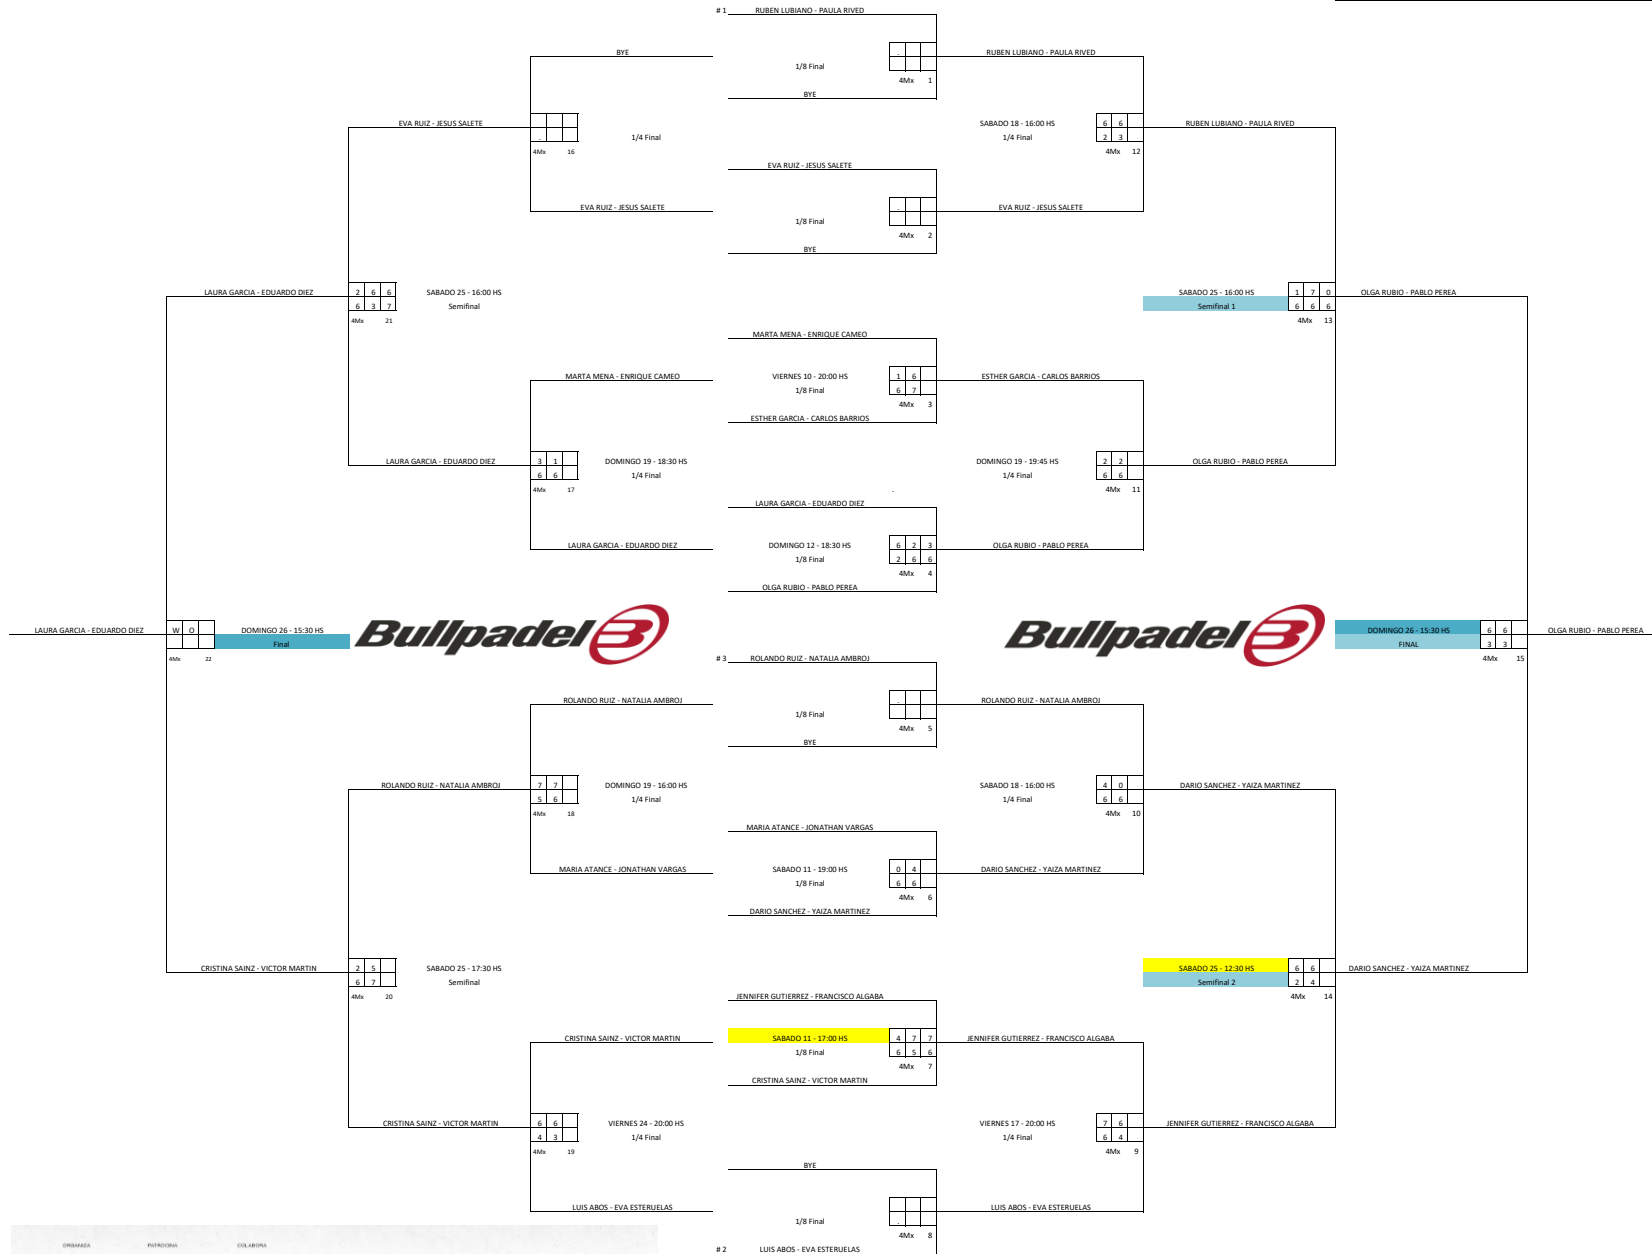 # 1 RUBEN LUBIANO - PAULA RIVED
BYE RUBEN LUBIANO - PAULA RIVED
1/8 Final
4Mx 1
BYE
EVA RUIZ - JESUS SALETE SABADO 18 - 16:00 HS 6 6 RUBEN LUBIANO - PAULA RIVED
1/4 Final 1/4 Final 2 3
4Mx 16 4Mx 12
EVA RUIZ - JESUS SALETE
EVA RUIZ - JESUS SALETE EVA RUIZ - JESUS SALETE
1/8 Final
4Mx 2
BYE
LAURA GARCIA - EDUARDO DIEZ 2 6 6 SABADO 25 - 16:00 HS SABADO 25 - 16:00 HS 1 7 0 OLGA RUBIO - PABLO PEREA
6 3 7 Semifinal Semifinal 1 6 6 6
4Mx 21 4Mx 13
MARTA MENA - ENRIQUE CAMEO
MARTA MENA - ENRIQUE CAMEO VIERNES 10 - 20:00 HS 1 6 ESTHER GARCIA - CARLOS BARRIOS
1/8 Final 6 7
4Mx 3
ESTHER GARCIA - CARLOS BARRIOS
LAURA GARCIA - EDUARDO DIEZ 3 1 DOMINGO 19 - 18:30 HS DOMINGO 19 - 19:45 HS 2 2 OLGA RUBIO - PABLO PEREA
6 6 1/4 Final 1/4 Final 6 6
4Mx 17 4Mx 11
LAURA GARCIA - EDUARDO DIEZ
LAURA GARCIA - EDUARDO DIEZ DOMINGO 12 - 18:30 HS 6 2 3 OLGA RUBIO - PABLO PEREA
1/8 Final 2 6 6
4Mx 4
OLGA RUBIO - PABLO PEREA
LAURA GARCIA - EDUARDO DIEZ W O DOMINGO 26 - 15:30 HS Bullpadel Bullpadel DOMINGO 26 - 15:30 HS 6 6 OLGA RUBIO - PABLO PEREA
Final FINAL 3 3
4Mx 22 4Mx 15
# 3 ROLANDO RUIZ - NATALIA AMBROJ
ROLANDO RUIZ - NATALIA AMBROJ ROLANDO RUIZ - NATALIA AMBROJ
1/8 Final
4Mx 5
BYE
ROLANDO RUIZ - NATALIA AMBROJ 7 7 DOMINGO 19 - 16:00 HS SABADO 18 - 16:00 HS 4 0 DARIO SANCHEZ - YAIZA MARTINEZ
5 6 1/4 Final 1/4 Final 6 6
4Mx 18 4Mx 10
MARIA ATANCE - JONATHAN VARGAS
MARIA ATANCE - JONATHAN VARGAS SABADO 11 - 19:00 HS 0 4 DARIO SANCHEZ - YAIZA MARTINEZ
1/8 Final 6 6
4Mx 6
DARIO SANCHEZ - YAIZA MARTINEZ
CRISTINA SAINZ - VICTOR MARTIN 2 5 SABADO 25 - 17:30 HS SABADO 25 - 12:30 HS 6 6 DARIO SANCHEZ - YAIZA MARTINEZ
6 7 Semifinal Semifinal 2 2 4
4Mx 20 4Mx 14
JENNIFER GUTIERREZ - FRANCISCO ALGABA
CRISTINA SAINZ - VICTOR MARTIN SABADO 11 - 17:00 HS 4 7 7 JENNIFER GUTIERREZ - FRANCISCO ALGABA
1/8 Final 6 5 6
4Mx 7
CRISTINA SAINZ - VICTOR MARTIN
CRISTINA SAINZ - VICTOR MARTIN 6 6 VIERNES 24 - 20:00 HS VIERNES 17 - 20:00 HS 7 6 JENNIFER GUTIERREZ - FRANCISCO ALGABA
4 3 1/4 Final 1/4 Final 6 4
4Mx 19 4Mx 9
BYE
LUIS ABOS - EVA ESTERUELAS LUIS ABOS - EVA ESTERUELAS
1/8 Final
4Mx 8
ORGANIZA PATROCINA COLABORA
# 2 LUIS ABOS - EVA ESTERUELAS